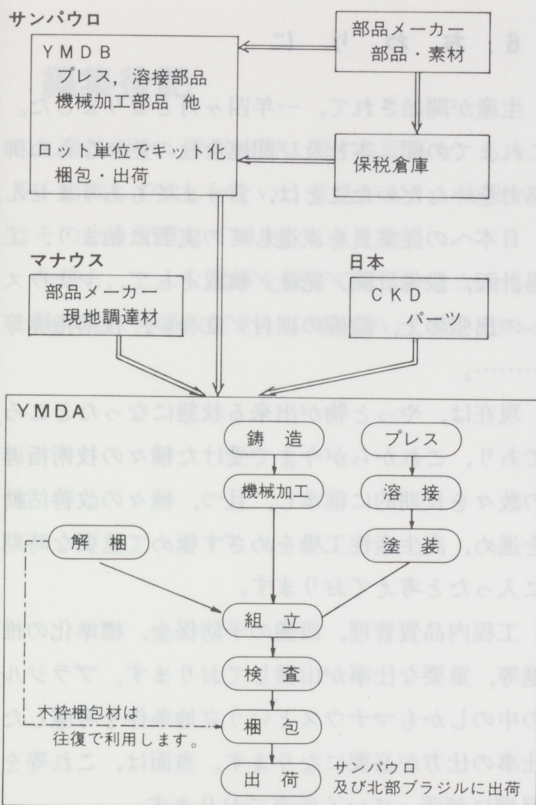 サンパウロ
YMDB
プレス,溶接部品
機械加工部品 他
ロット単位でキット化
梱包・出荷
部品メーカー
部品・素材
保税倉庫
マナウス
部品メーカー
現地調達材
日本
CKD
パーツ
YMDA
鋳造
プレス
機械加工
溶接
解梱
塗装
組立
検査
木枠梱包材は
往復で利用します。
梱包
出荷
サンパウロ
及び北部ブラジルに出荷